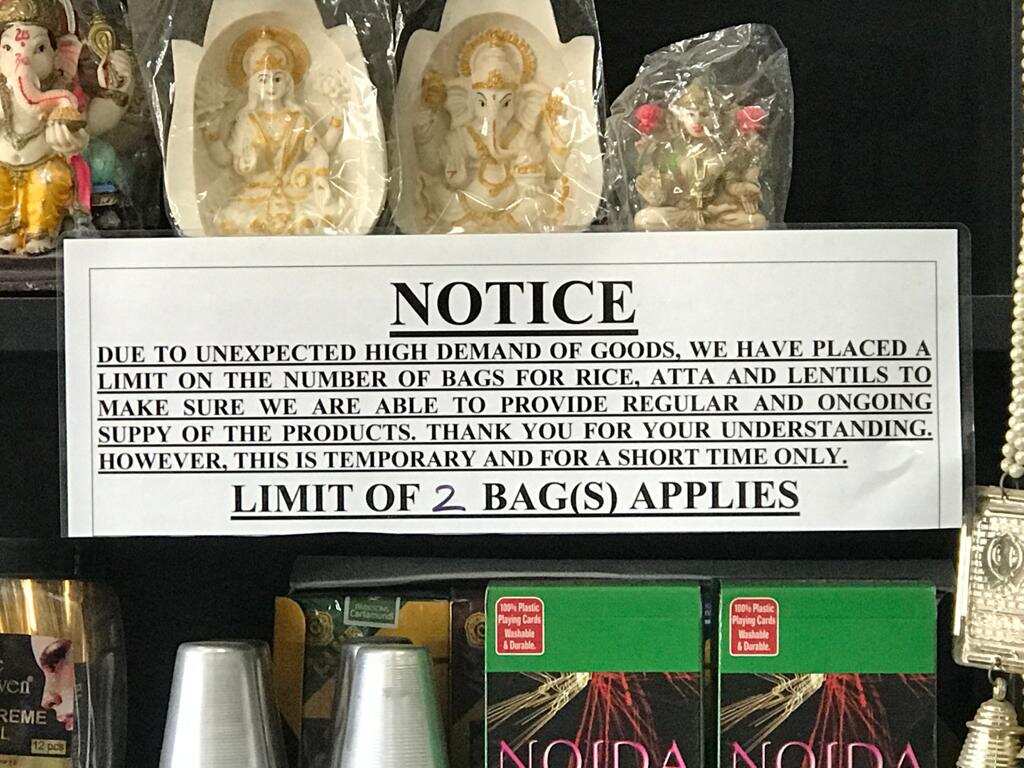 NOTICE
DUE TO UNEXPECTED HIGH DEMAND OF GOODS, WE HAVE PLACED A
LIMIT ON THE NUMBER OF BAGS FOR RICE, ATTA AND LENTILS TO
MAKE SURE WE ARE ABLE TO PROVIDE REGULAR AND ONGOING
SUPPY OF THE PRODUCTS. THANK YOU FOR YOUR UNDERSTANDING.
HOWEVER, THIS IS TEMPORARY AND FOR A SHORT TIME ONLY.
LIMIT OF 2 BAG(S) APPLIES
100% Plastic
Playing Cards
Washable
& Durable.
100% Plastic
Playing Cards
Washable
& Durable.
NOIDA
NOIDA
12 pcs